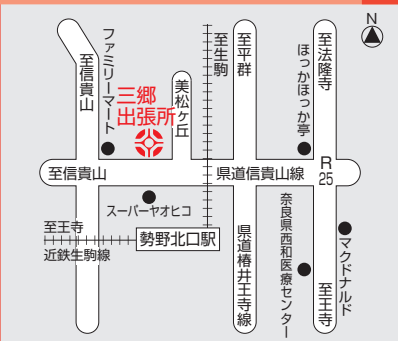 N
至信貴山
ファミリーマート
三郷
出張所
美松ヶ丘
至生駒
至平群
ほっかほっか亭
至法隆寺
至信貴山
県道信貴山線
R
25
スーパーヤオヒコ
至王寺
近鉄生駒線
勢野北口駅
県道椿井王寺線
奈良県西和医療センター
至王寺
マクドナルド